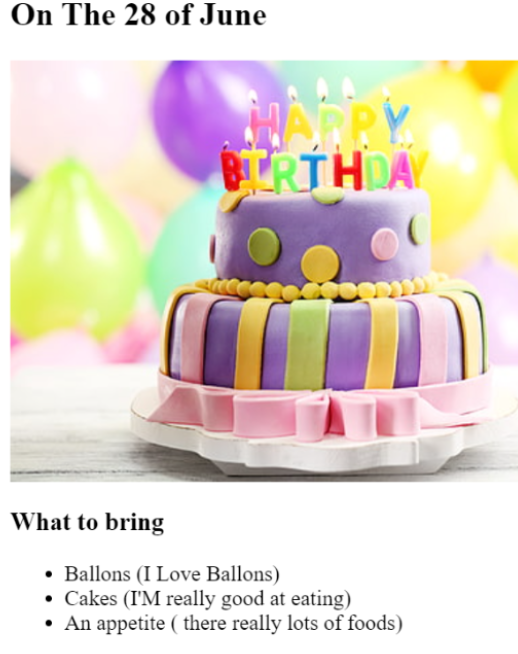 On The 28 of June
HAPPY
BIRTHDAY
What to bring
Ballons (I Love Ballons)
Cakes (I'M really good at eating)
An appetite ( there really lots of foods)